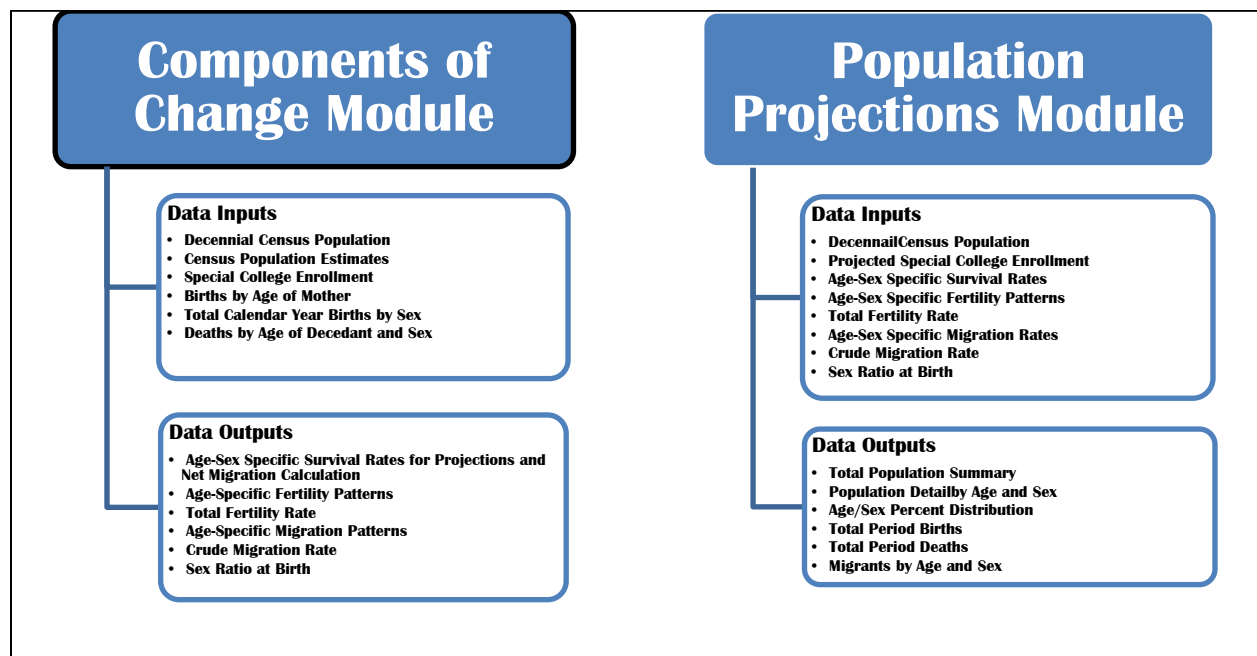 Components of
Change Module
Data Inputs
• Decennial Census Population
• Census Population Estimates
• Special College Enrollment
• Births by Age of Mother
• Total Calendar Year Births by Sex
• Deaths by Age of Decedant and Sex
Data Outputs
• Age-Sex Specific Survival Rates for Projections and
Net Migration Calculation
• Age-Specific Fertility Patterns
• Total Fertility Rate
• Age-Specific Migration Patterns
• Crude Migration Rate
• Sex Ratio at Birth
Population
Projections Module
Data Inputs
• DecennailCensus Population
• Projected Special College Enrollment
• Age-Sex Specific Survival Rates
• Age-Sex Specific Fertility Patterns
• Total Fertility Rate
• Age-Sex Specific Migration Rates
• Crude Migration Rate
• Sex Ratio at Birth
Data Outputs
• Total Population Summary
• Population Detailby Age and Sex
• Age/Sex Percent Distribution
• Total Period Births
• Total Period Deaths
• Migrants by Age and Sex